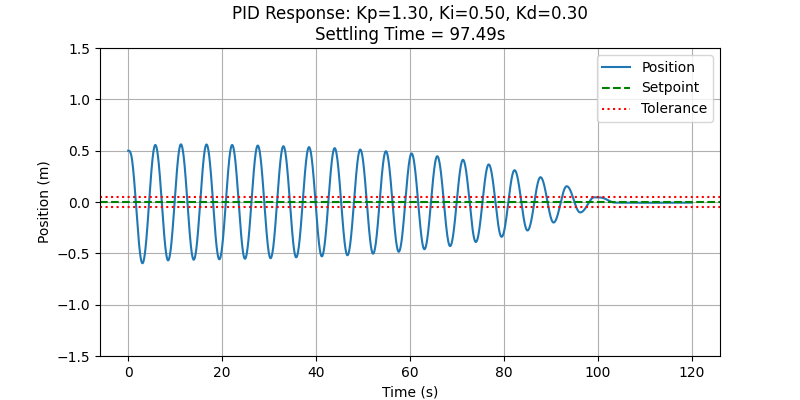 PID Response: Kp=1.30, Ki=0.50, Kd=0.30
Settling Time = 97.49s
1.5
1.0
0.5
0.0
−0.5
−1.0
−1.5
Position (m)
Position
Setpoint
Tolerance
0 20 40 60 80 100 120
Time (s)